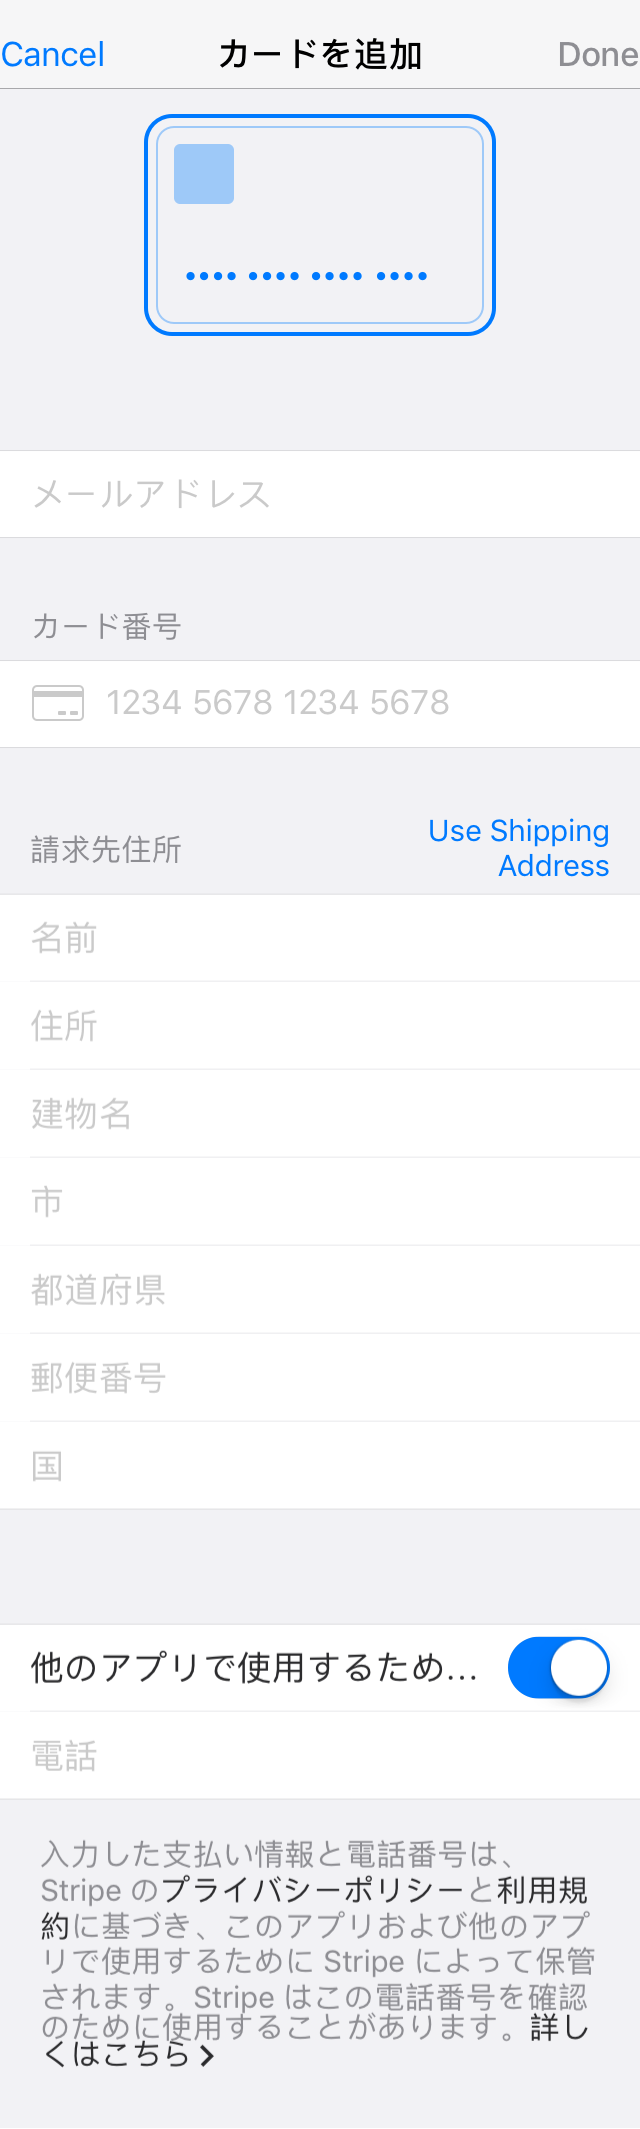 Cancel カードを追加 Done
•••• •••• •••• ••••
メールアドレス
カード番号
1234 5678 1234 5678
請求先住所
Use Shipping
Address
名前
住所
建物名
市
都道府県
郵便番号
国
他のアプリで使用するため...
電話
入力した支払い情報と電話番号は、
Stripe のプライバシーポリシーと利用規
約に基づき、このアプリおよび他のアプ
リで使用するために Stripe によって保管
されます。Stripe はこの電話番号を確認
のために使用することがあります。詳し
くはこちら